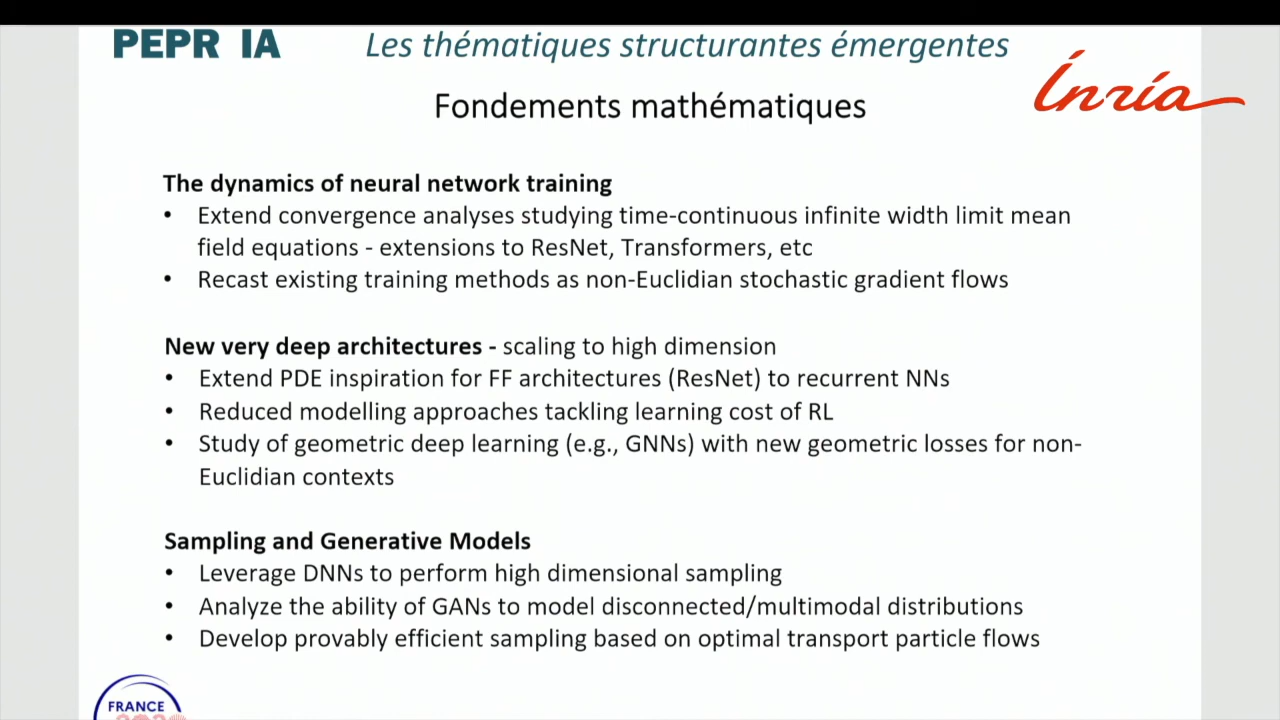 PEPR IA
Les thématiques structurantes émergentes
Inria
Fondements mathématiques
The dynamics of neural network training
• Extend convergence analyses studying time-continuous infinite width limit mean
field equations - extensions to ResNet, Transformers, etc
• Recast existing training methods as non-Euclidian stochastic gradient flows
New very deep architectures - scaling to high dimension
• Extend PDE inspiration for FF architectures (ResNet) to recurrent NNs
• Reduced modelling approaches tackling learning cost of RL
• Study of geometric deep learning (e.g., GNNs) with new geometric losses for non-
Euclidian contexts
Sampling and Generative Models
• Leverage DNNs to perform high dimensional sampling
• Analyze the ability of GANs to model disconnected/multimodal distributions
• Develop provably efficient sampling based on optimal transport particle flows
FRANCE